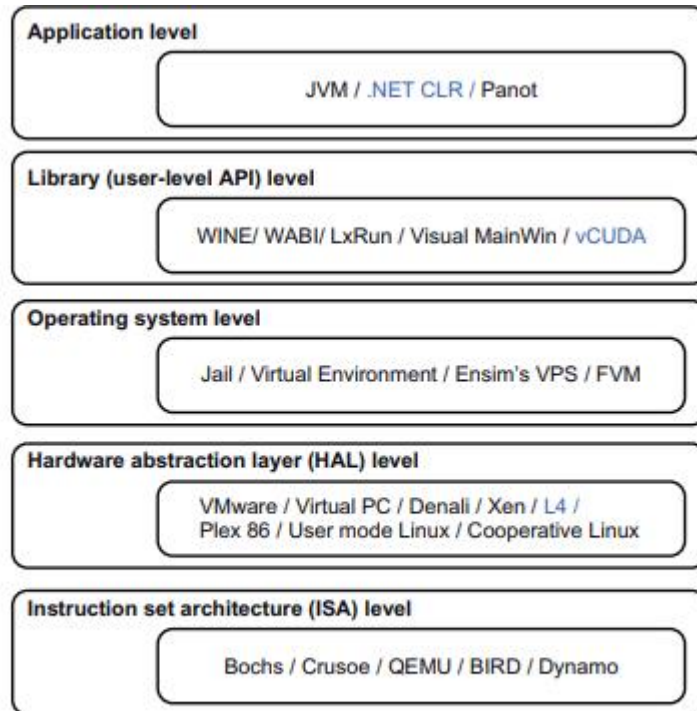 Application level
JVM / .NET CLR / Panot
Library (user-level API) level
WINE/ WABI/ LxRun / Visual MainWin / vCUDA
Operating system level
Jail / Virtual Environment / Ensim's VPS / FVM
Hardware abstraction layer (HAL) level
VMware / Virtual PC / Denali / Xen / L4 /
Plex 86 / User mode Linux / Cooperative Linux
Instruction set architecture (ISA) level
Bochs / Crusoe / QEMU / BIRD / Dynamo